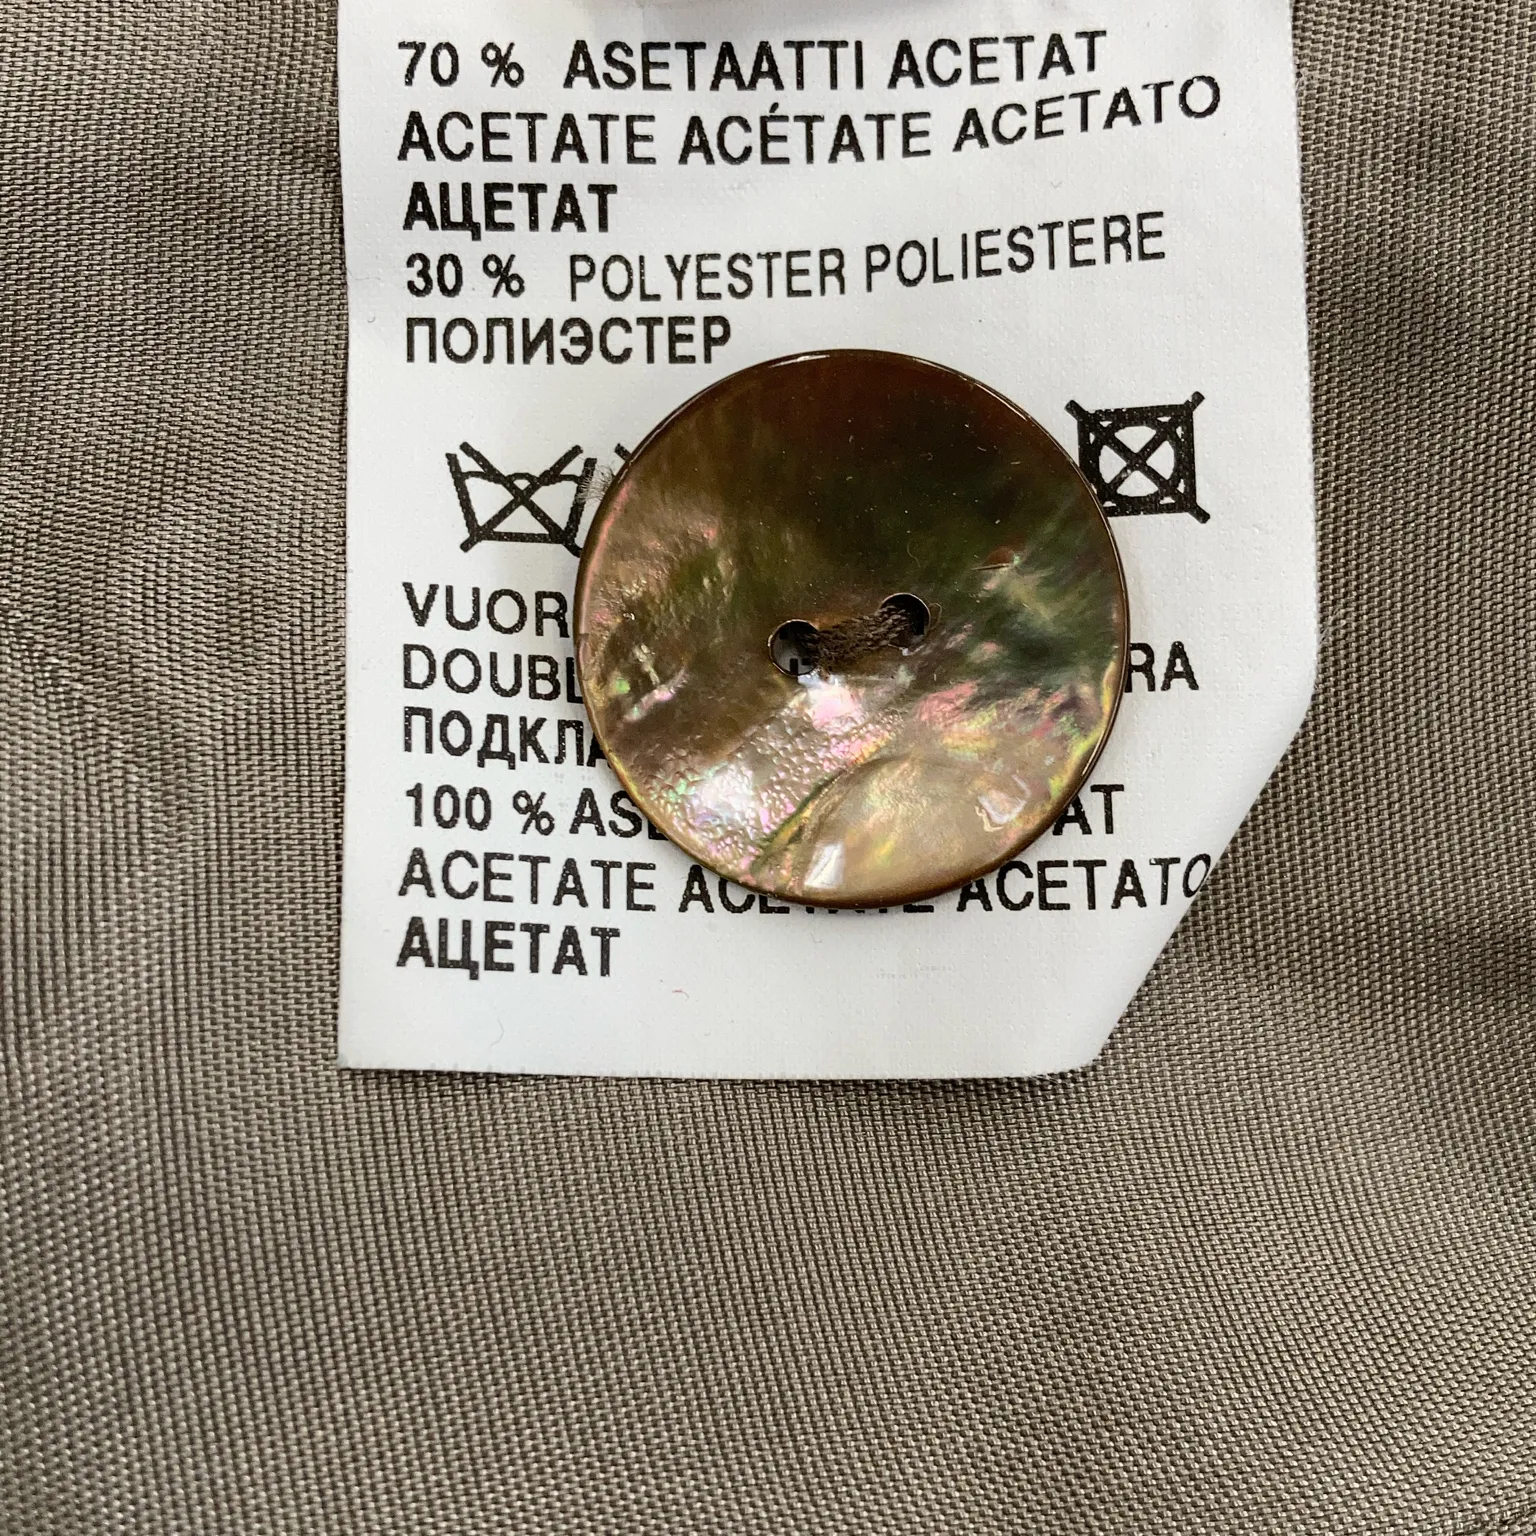 70 % ASETAATTI ACETAT
ACETATE ACÉTATE ACETATO
АЦЕТАТ
30 % POLYESTER POLIESTERE
ПОЛИЭСТЕР
100 %
ACETATE ACETATO
АЦЕТАТ